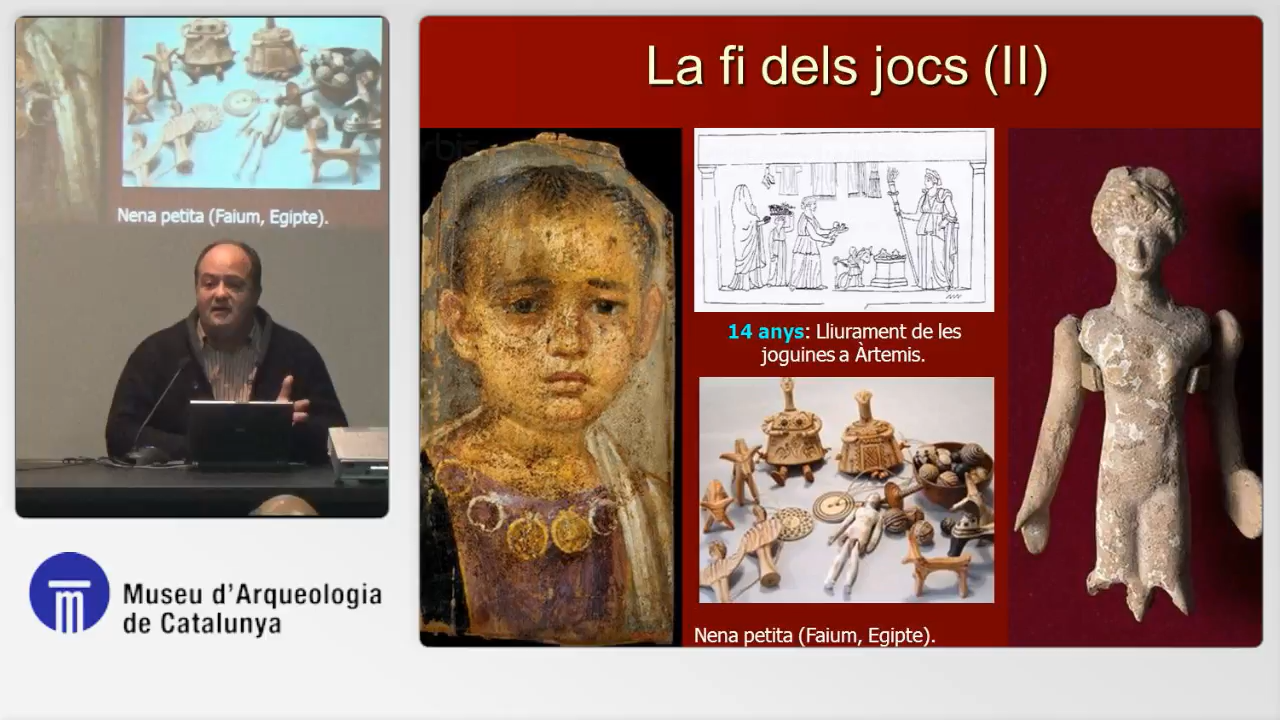 Nena petita (Faium, Egipte).
Museu d'Arqueologia
de Catalunya
La fi dels jocs (II)
14 anys: Lliurament de les
joguines a Àrtemis.
Nena petita (Faium, Egipte).